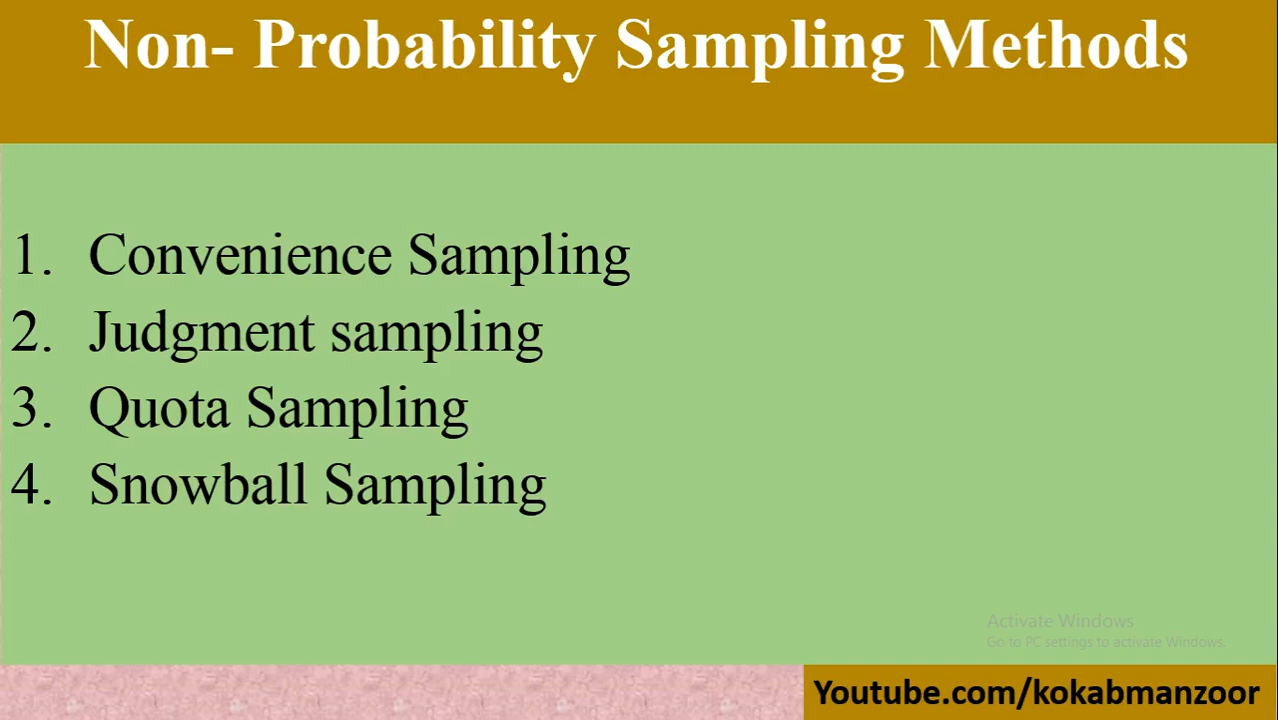 Non- Probability Sampling Methods
1. Convenience Sampling
2. Judgment sampling
3. Quota Sampling
4. Snowball Sampling
Activate Windows
Go to PC settings to activate Windows.
Youtube.com/kokabmanzoor